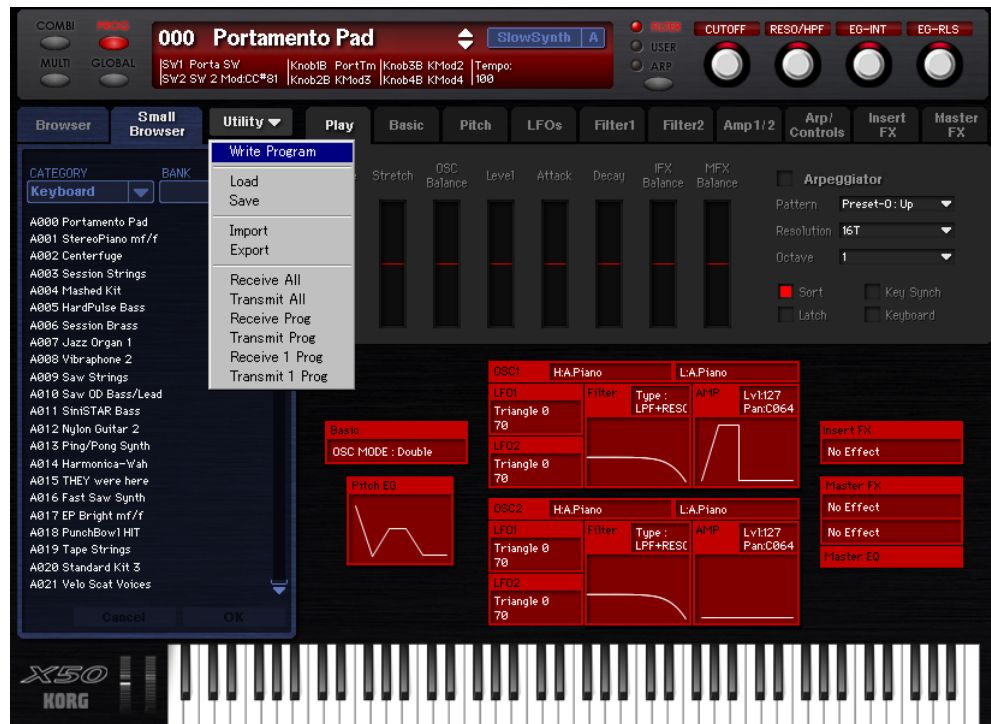 COMBI PROG
MULTI GLOBAL
000 Portamento Pad SlowSynth A
SW1 Porta SW Knob1B PortTm Knob3B KMod2 Tempo:
SW2 SW 2 Mod:CC#81 Knob2B KMod3 Knob4B KMod4 100
FILTER
USER
ARP
CUTOFF RESO/HPF EG-INT EG-RLS
Browser Small Browser Utility Play Basic Pitch LFOs Filter1 Filter2 Amp1/2 Arp/Controls Insert FX Master FX
Write Program
Load
Save
Import
Export
Receive All
Transmit All
Receive Prog
Transmit Prog
Receive 1 Prog
Transmit 1 Prog
CATEGORY BANK
Keyboard
A000 Portamento Pad
A001 StereoPiano mf/f
A002 Centerfuge
A003 Session Strings
A004 Mashed Kit
A005 HardPulse Bass
A006 Session Brass
A007 Jazz Organ 1
A008 Vibraphone 2
A009 Saw Strings
A010 Saw OD Bass/Lead
A011 SiniSTAR Bass
A012 Nylon Guitar 2
A013 Ping/Pong Synth
A014 Harmonica-Wah
A015 THEY were here
A016 Fast Saw Synth
A017 EP Bright mf/f
A018 PunchBowl HIT
A019 Tape Strings
A020 Standard Kit 3
A021 Velo Scat Voices
Cancel OK
Stretch OSC Balance Level Attack Decay IFX Balance MFX Balance
Arpeggiator
Pattern Preset-0: Up
Resolution 16T
Octave 1
Sort Key Synch
Latch Keyboard
Basic
OSC MODE : Double
Pitch EG
OSC1 H:A.Piano L:A.Piano
LFO1 Filter Type : LPF+RESO AMP Lvl:127 Pan:C064
Triangle 0
70
LFO2
Triangle 0
70
OSC2 H:A.Piano L:A.Piano
LFO1 Filter Type : LPF+RESO AMP Lvl:127 Pan:C064
Triangle 0
70
LFO2
Triangle 0
70
Insert FX
No Effect
Master FX
No Effect
No Effect
Master EQ
X50
KORG